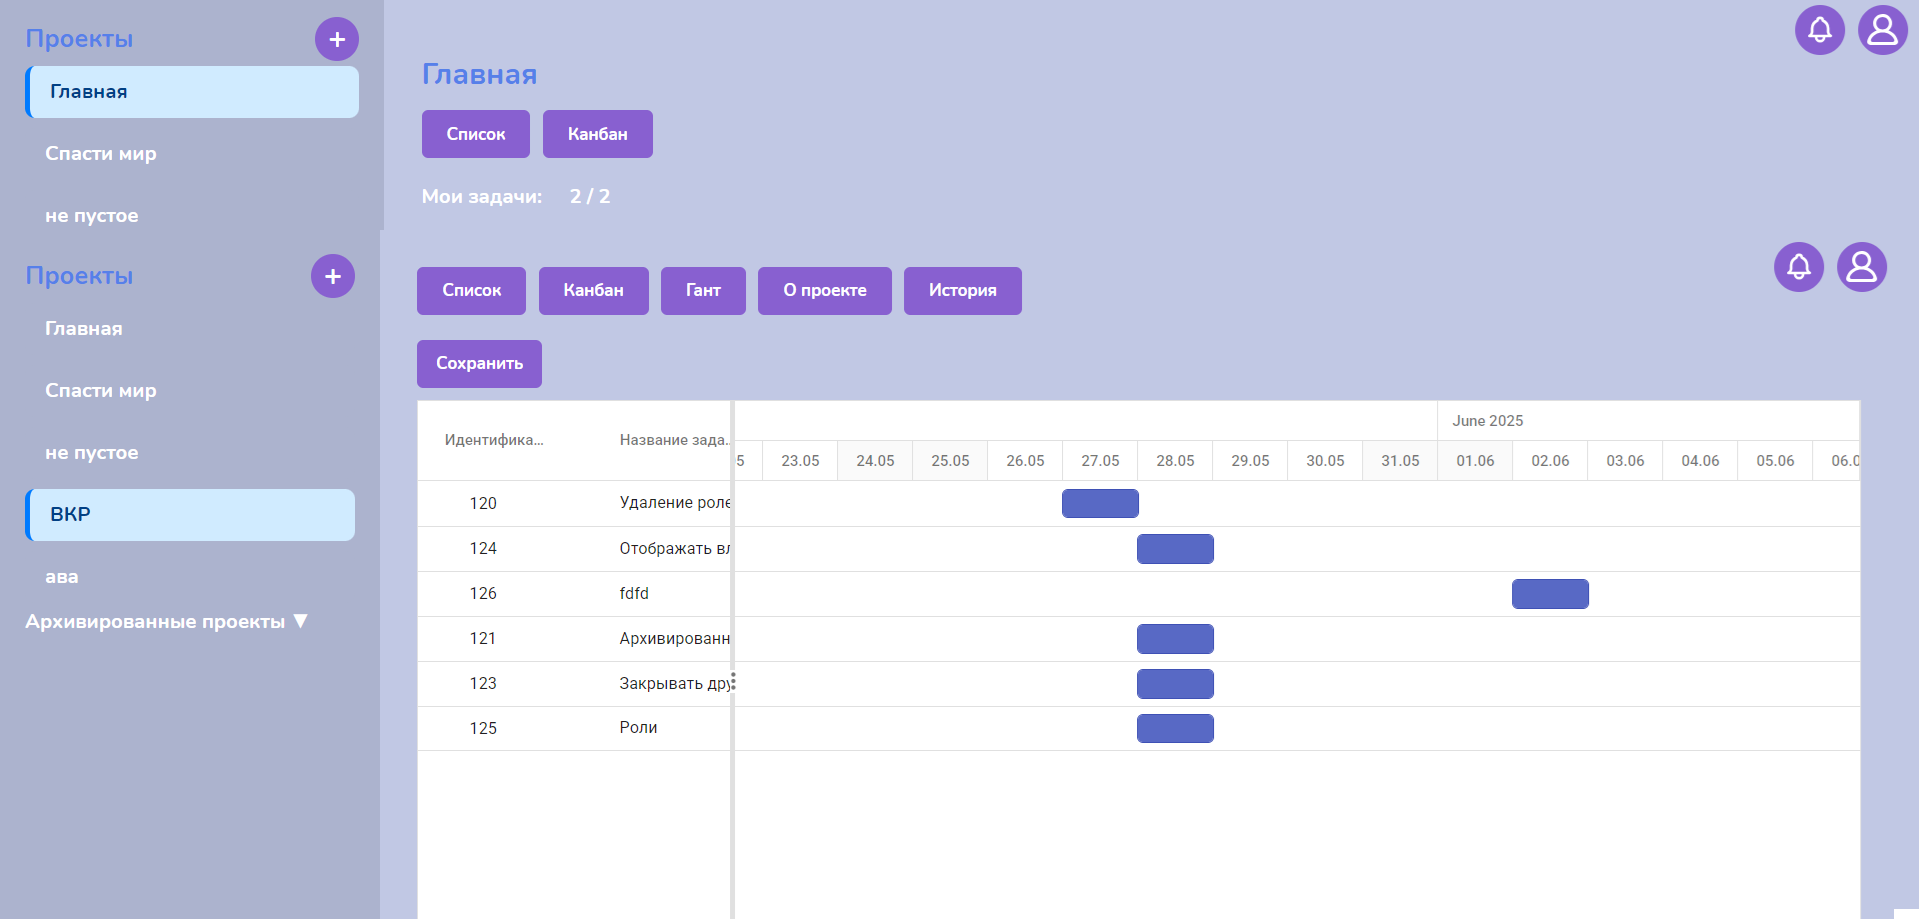 Проекты
+
Главная
Спасти мир
не пустое
Главная
Список Канбан
Мои задачи: 2 / 2
Проекты
+
Главная
Спасти мир
не пустое
ВКР
ава
Архивированные проекты ▼
Список Канбан Гант О проекте История
Сохранить
Идентифика... Название зада...
June 2025
5 23.05 24.05 25.05 26.05 27.05 28.05 29.05 30.05 31.05 01.06 02.06 03.06 04.06 05.06 06.0
120 Удаление роле
124 Отображать вл
126 fdfd
121 Архивированн
123 Закрывать дру
125 Роли